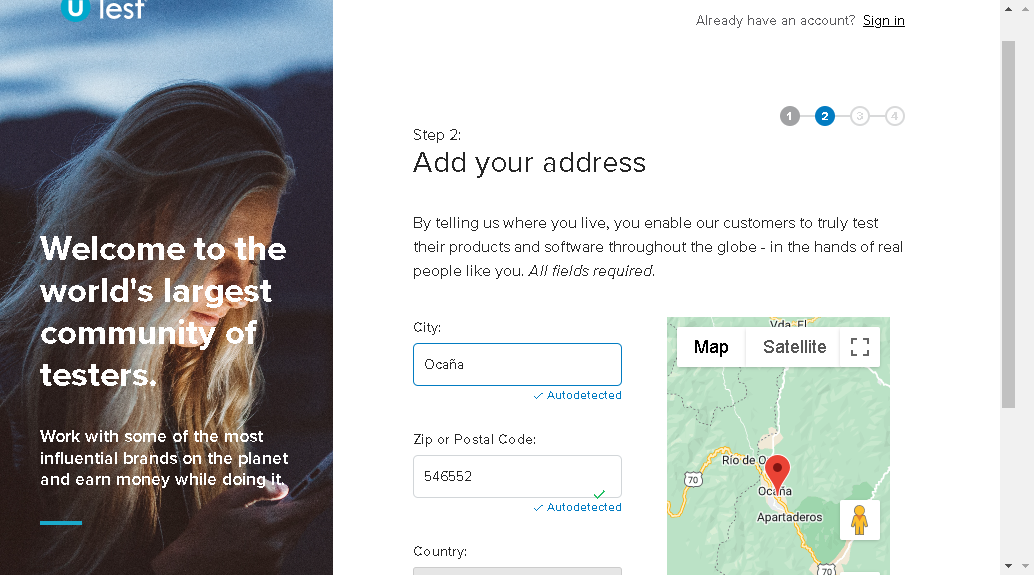 U Test
Already have an account? Sign in
1 2 3 4
Step 2:
Add your address
By telling us where you live, you enable our customers to truly test
their products and software throughout the globe - in the hands of real
people like you. All fields required.
Welcome to the
world's largest
community of
testers.
Work with some of the most
influential brands on the planet
and earn money while doing it.
City:
Ocaña
Autodetected
Zip or Postal Code:
546552
Autodetected
Country:
Vda. El
Map Satellite
Río de O
70
Ocaña
Apartaderos
70